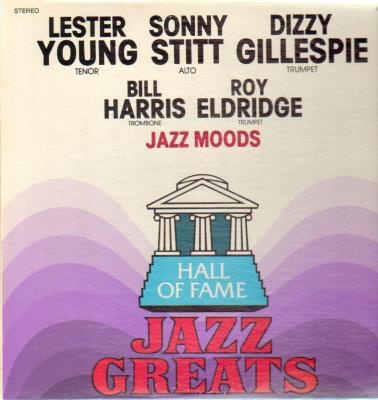 STEREO
LESTER SONNY DIZZY
YOUNG STITT GILLESPIE
TENOR ALTO TRUMPET
BILL ROY
HARRIS ELDRIDGE
TROMBONE TRUMPET
JAZZ MOODS
HALL
OF FAME
JAZZ
GREATS